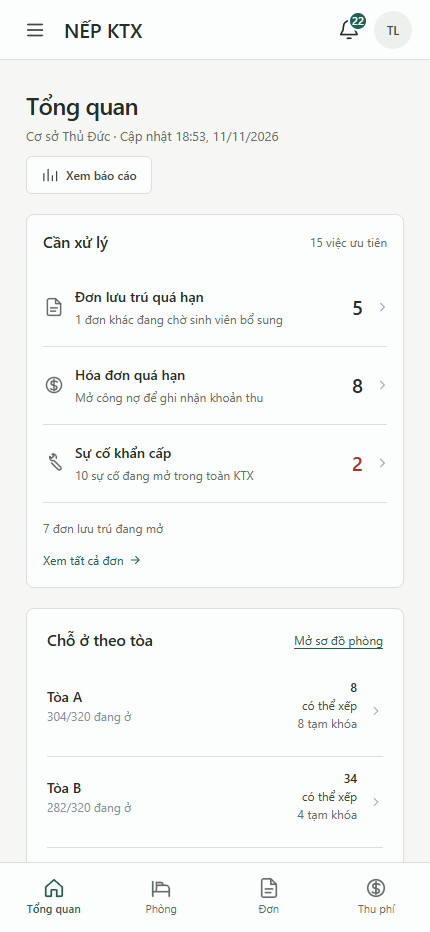 NẾP KTX
22
TL
Tổng quan
Cơ sở Thủ Đức · Cập nhật 18:53, 11/11/2026
Xem báo cáo
Cần xử lý
15 việc ưu tiên
Đơn lưu trú quá hạn
1 đơn khác đang chờ sinh viên bổ sung
5
Hóa đơn quá hạn
Mở công nợ để ghi nhận khoản thu
8
Sự cố khẩn cấp
10 sự cố đang mở trong toàn KTX
2
7 đơn lưu trú đang mở
Xem tất cả đơn →
Chỗ ở theo tòa
Mở sơ đồ phòng
Tòa A
304/320 đang ở
8
có thể xếp
8 tạm khóa
Tòa B
282/320 đang ở
34
có thể xếp
4 tạm khóa
Tổng quan
Phòng
Đơn
Thu phí